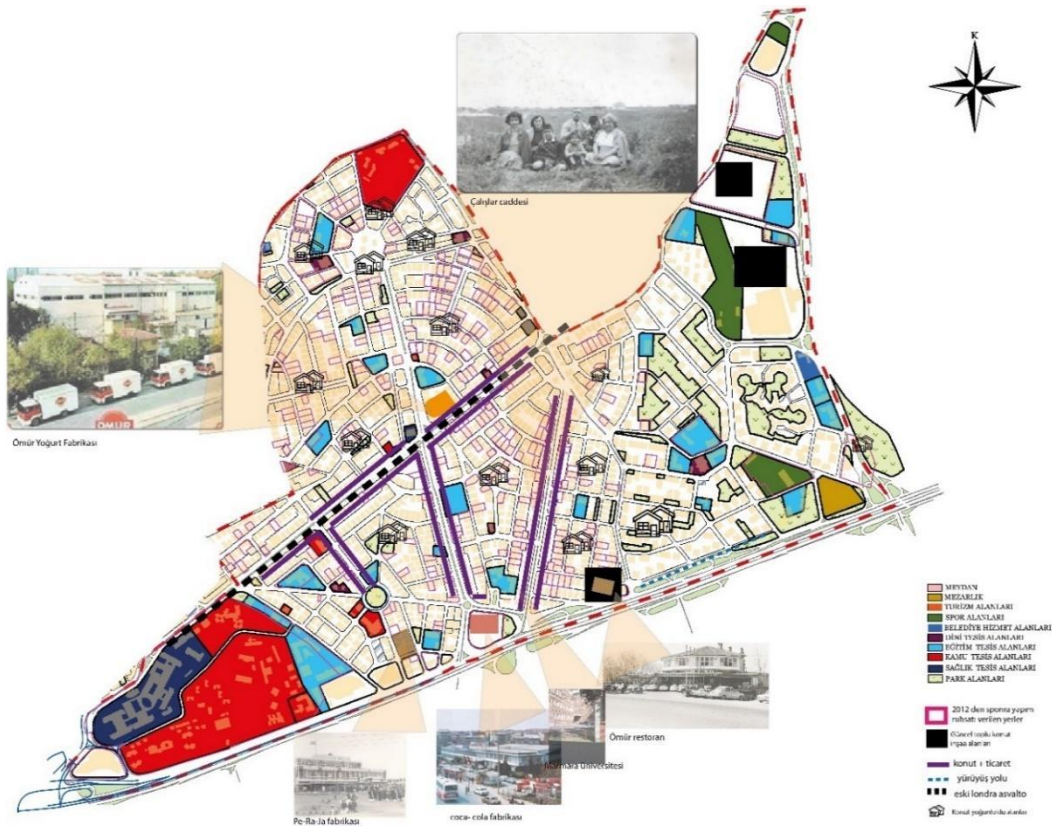 K
Çalışlar caddesi
ÖMÜR
Ömür Yoğurt Fabrikası
Ömür restoran
Marmara üniversitesi
coca- cola fabrikası
Pe-Ra-Ja fabrikası
MEYDAN
MEZARLIK
TURİZM ALANLARI
SPOR ALANLARI
BELEDİYE HİZMET ALANLARI
DİNİ TESİS ALANLARI
EĞİTİM TESİS ALANLARI
KAMU TESİS ALANLARI
SAĞLIK TESİS ALANLARI
PARK ALANLARI
2012 den sponra yapım
ruhsatı verilen yerler
Güncel toplu konut
inşaa alanları
konut + ticaret
yürüyüş yolu
eski londra asvalto
Konut yoğunluklu alanlar